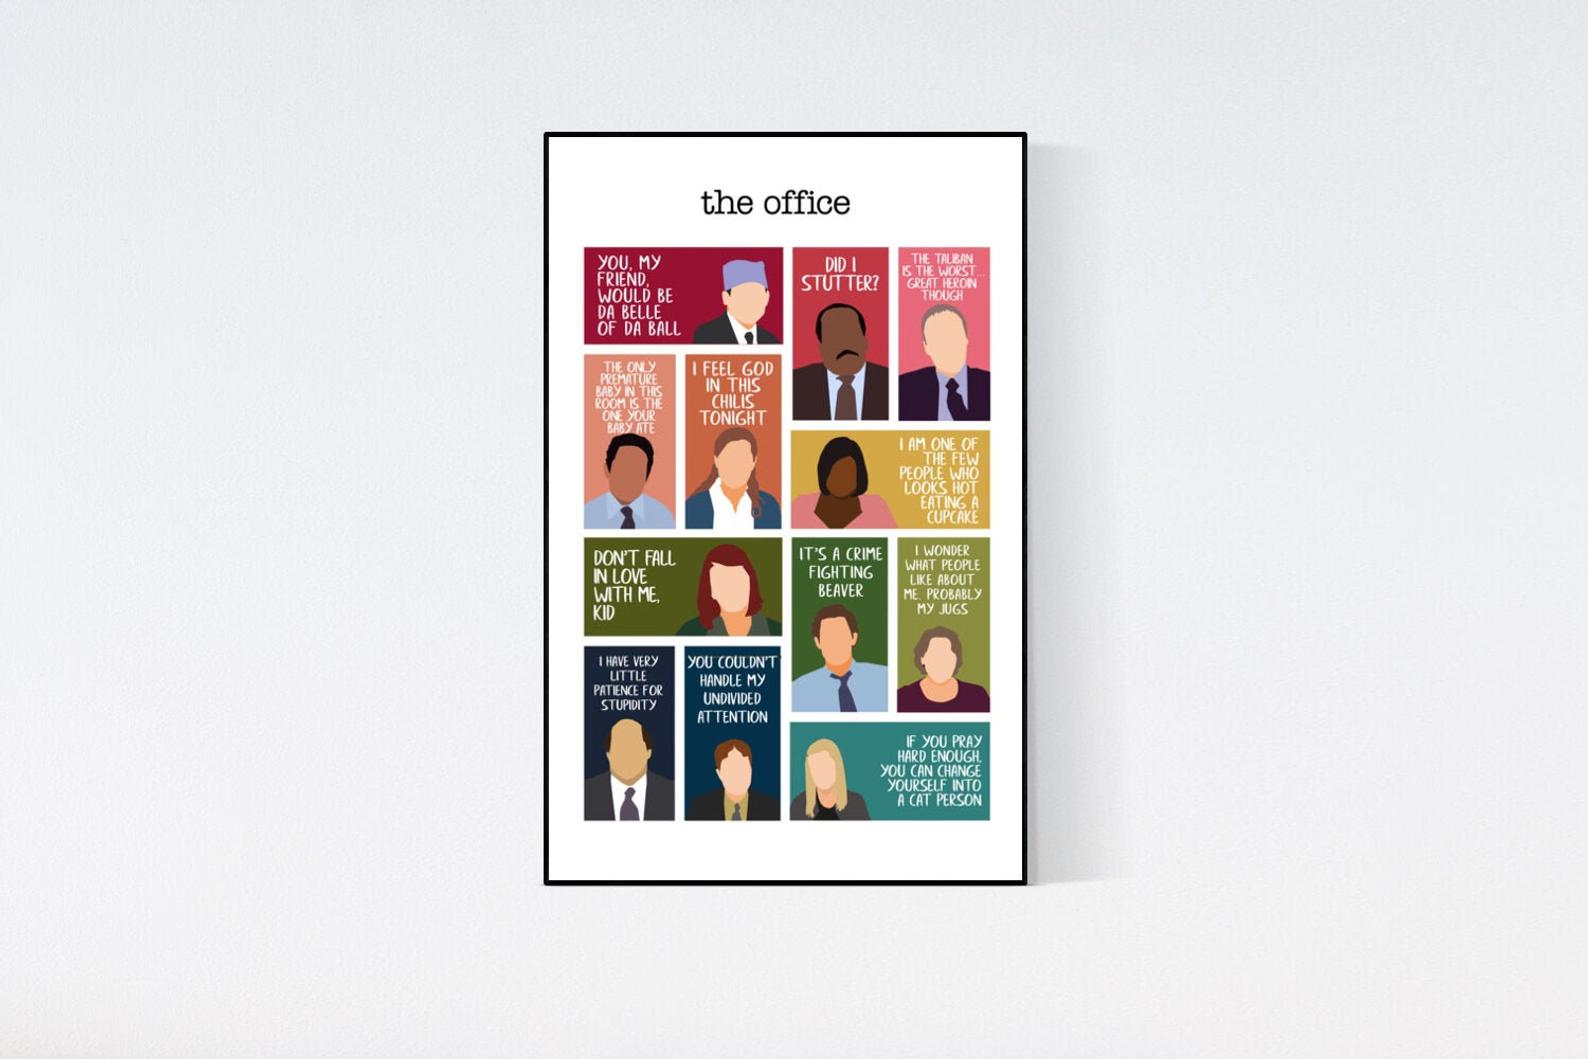 the office
YOU, MY
FRIEND,
WOULD BE
DA BELLE
OF DA BALL
DID I
STUTTER?
THE TALIBAN
IS THE WORST...
GREAT HEROIN
THOUGH
THE ONLY
PREMATURE
BABY IN THIS
ROOM IS THE
ONE YOUR
BABY ATE
I FEEL GOD
IN THIS
CHILIS
TONIGHT
I AM ONE OF
THE FEW
PEOPLE WHO
LOOKS HOT
EATING A
CUPCAKE
DON'T FALL
IN LOVE
WITH ME,
KID
IT'S A CRIME
FIGHTING
BEAVER
I WONDER
WHAT PEOPLE
LIKE ABOUT
ME. PROBABLY
MY JUGS
I HAVE VERY
LITTLE
PATIENCE FOR
STUPIDITY
YOU COULDN'T
HANDLE MY
UNDIVIDED
ATTENTION
IF YOU PRAY
HARD ENOUGH,
YOU CAN CHANGE
YOURSELF INTO
A CAT PERSON